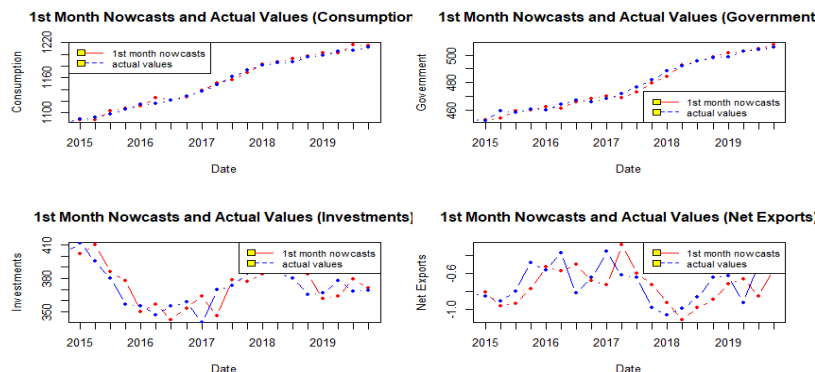 1st Month Nowcasts and Actual Values (Consumption
1220
1160
1100
Consumption
1st month nowcasts
actual values
2015 2016 2017 2018 2019
Date
1st Month Nowcasts and Actual Values (Government
500
480
460
Government
1st month nowcasts
actual values
2015 2016 2017 2018 2019
Date
1st Month Nowcasts and Actual Values (Investments)
410
380
350
Investments
1st month nowcasts
actual values
2015 2016 2017 2018 2019
Date
1st Month Nowcasts and Actual Values (Net Exports)
-0.6
-1.0
Net Exports
1st month nowcasts
actual values
2015 2016 2017 2018 2019
Date